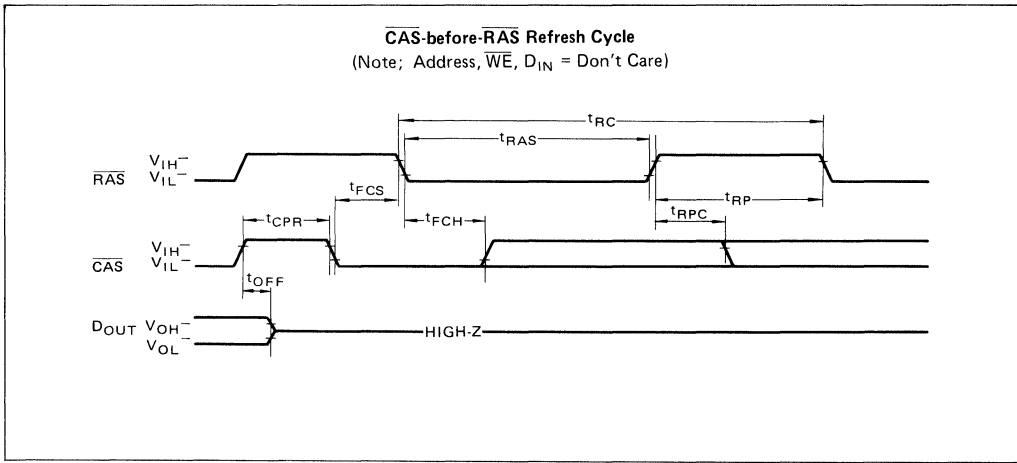 CAS-before-RAS Refresh Cycle
(Note; Address, WE, DIN = Don't Care)
tRC
tRAS
RAS
VIH
VIL
tFCS
tRP
tCPR
tFCH
tRPC
CAS
VIH
VIL
tOFF
DOUT
VOH
VOL
HIGH-Z